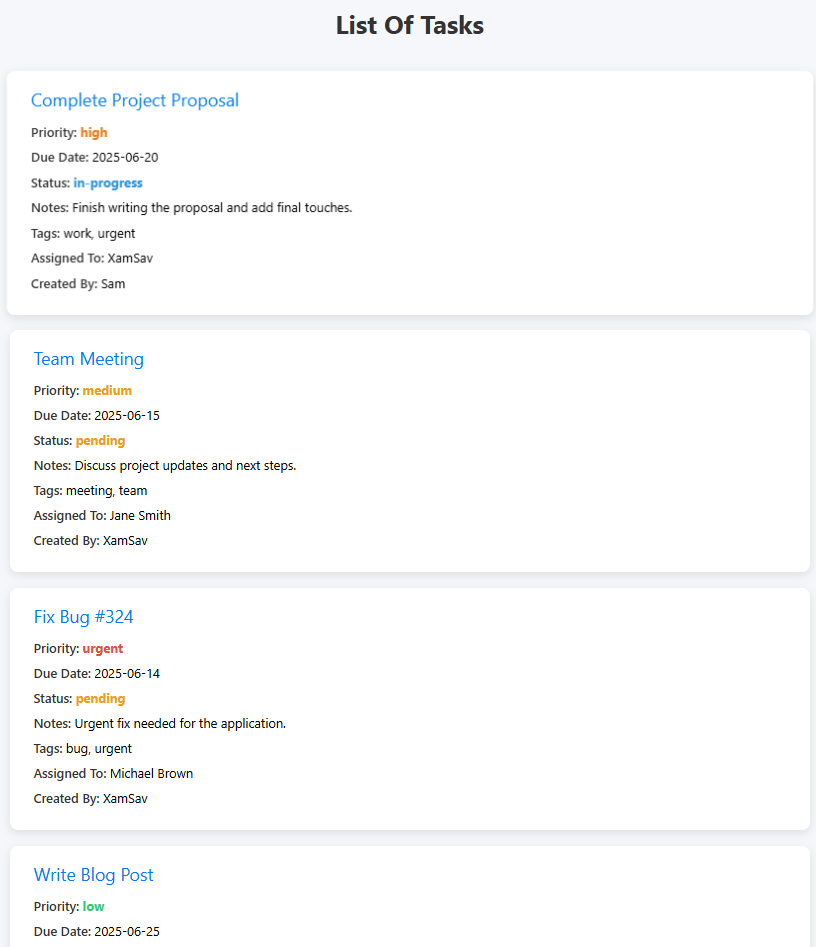 List Of Tasks
Complete Project Proposal
Priority: high
Due Date: 2025-06-20
Status: in-progress
Notes: Finish writing the proposal and add final touches.
Tags: work, urgent
Assigned To: XamSav
Created By: Sam
Team Meeting
Priority: medium
Due Date: 2025-06-15
Status: pending
Notes: Discuss project updates and next steps.
Tags: meeting, team
Assigned To: Jane Smith
Created By: XamSav
Fix Bug #324
Priority: urgent
Due Date: 2025-06-14
Status: pending
Notes: Urgent fix needed for the application.
Tags: bug, urgent
Assigned To: Michael Brown
Created By: XamSav
Write Blog Post
Priority: low
Due Date: 2025-06-25